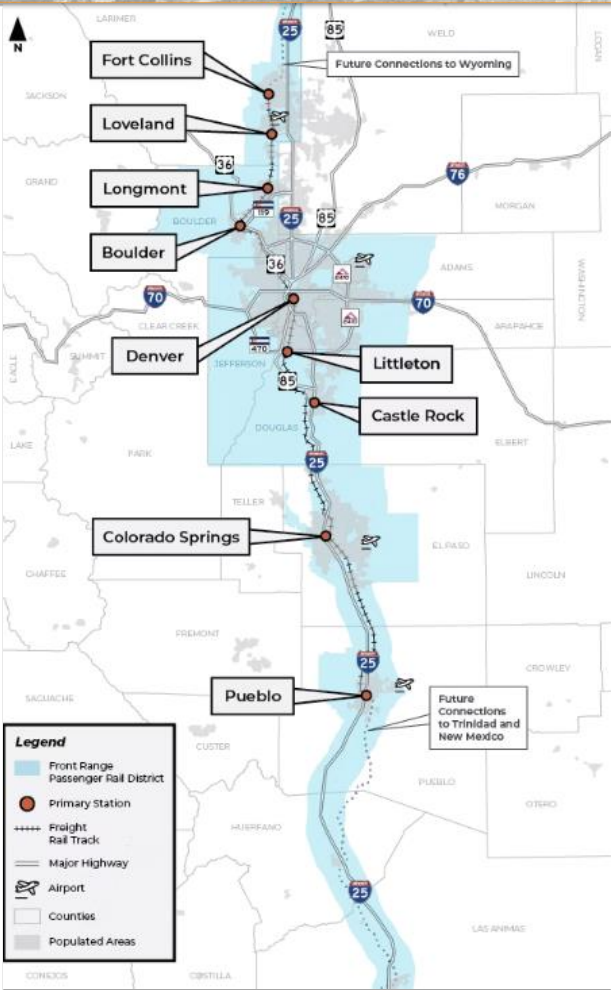 LARIMER
25
85
WELD
LOGAN
N
Fort Collins
Future Connections to Wyoming
JACKSON
Loveland
36
76
GRAND
Longmont
119
25
85
MORGAN
BOULDER
Boulder
36
ADAMS
WASHINGTON
70
70
CLEAR CREEK
ARAPAHOE
EAGLE
SUMMIT
Denver
470
JEFFERSON
Littleton
85
Castle Rock
DOUGLAS
LAKE
PARK
ELBERT
25
TELLER
Colorado Springs
EL PASO
CHAFFEE
LINCOLN
FREMONT
25
CROWLEY
SAGUACHE
Pueblo
Future
Connections
to Trinidad and
New Mexico
Legend
CUSTER
Front Range
Passenger Rail District
PUEBLO
Primary Station
OTERO
Freight
Rail Track
HUERFANO
Major Highway
Airport
25
Counties
Populated Areas
LAS ANIMAS
CONEJOS
COSTILLA